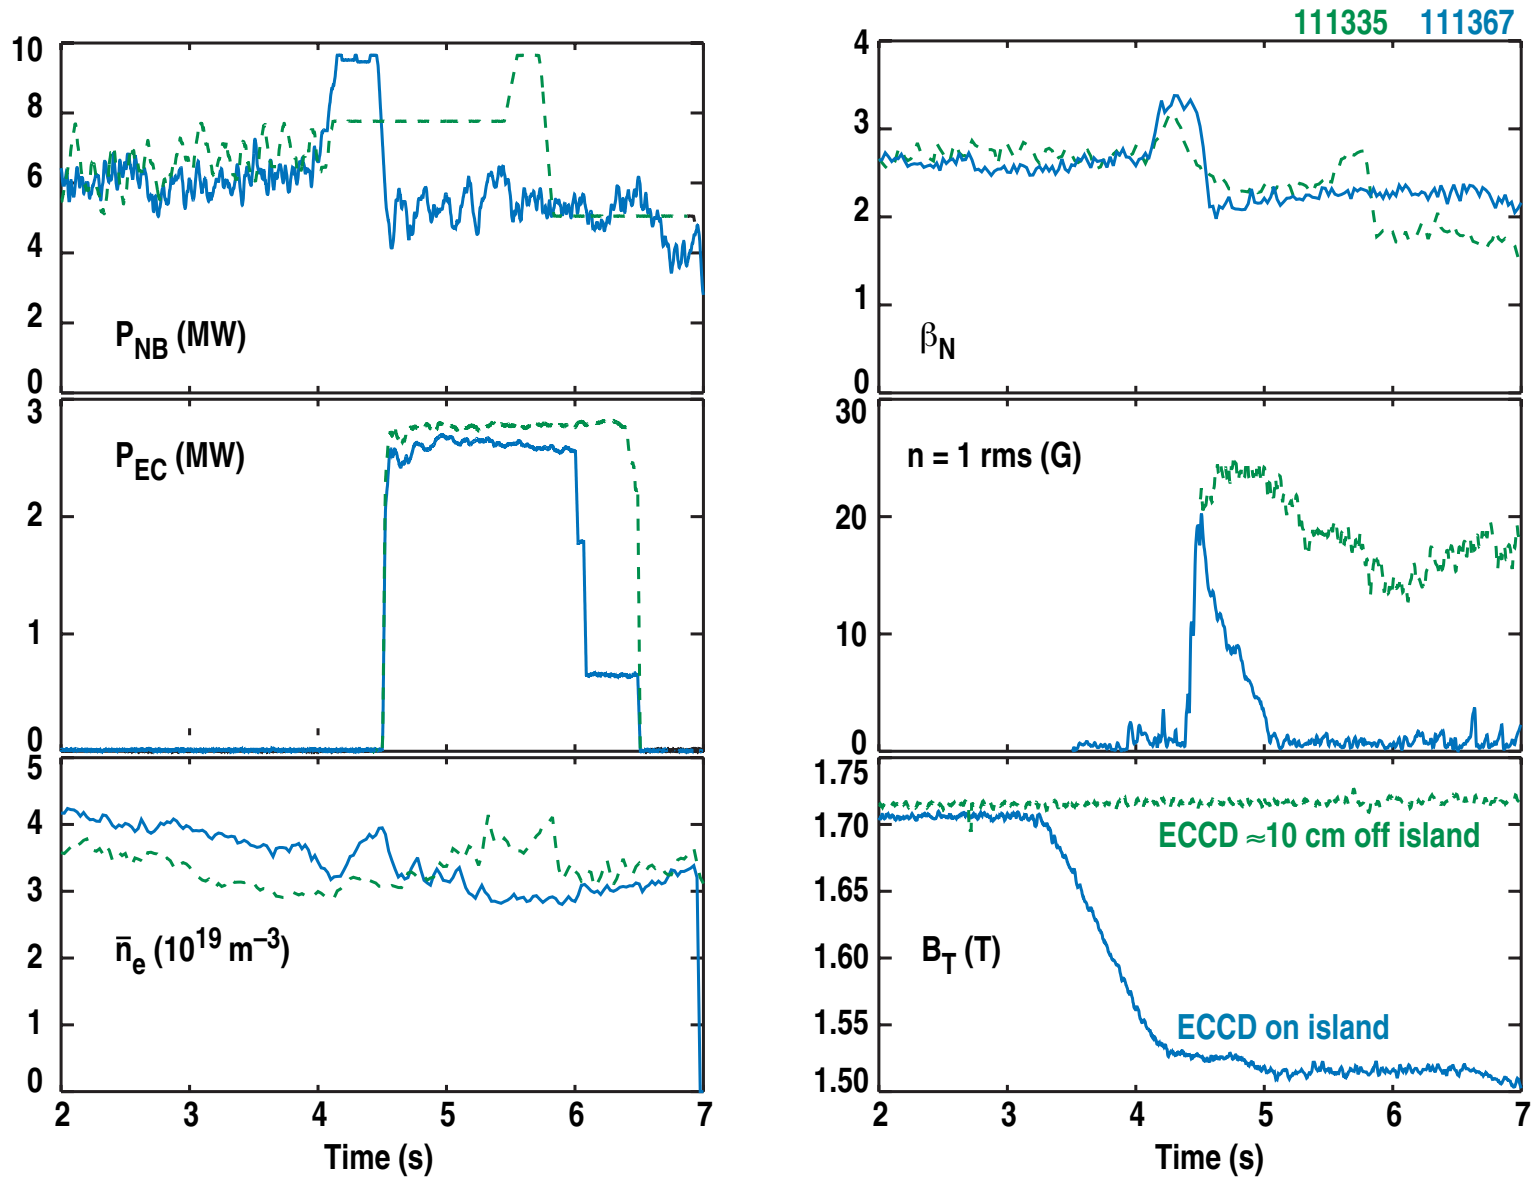 111335 111367
10
8
6
4
2
0
P_NB (MW)
4
3
2
1
0
β_N
3
2
1
0
P_EC (MW)
30
20
10
0
n = 1 rms (G)
5
4
3
2
1
0
n̄_e (10^19 m^–3)
2 3 4 5 6 7
Time (s)
1.75
1.70
1.65
1.60
1.55
1.50
ECCD ≈10 cm off island
B_T (T)
ECCD on island
2 3 4 5 6 7
Time (s)